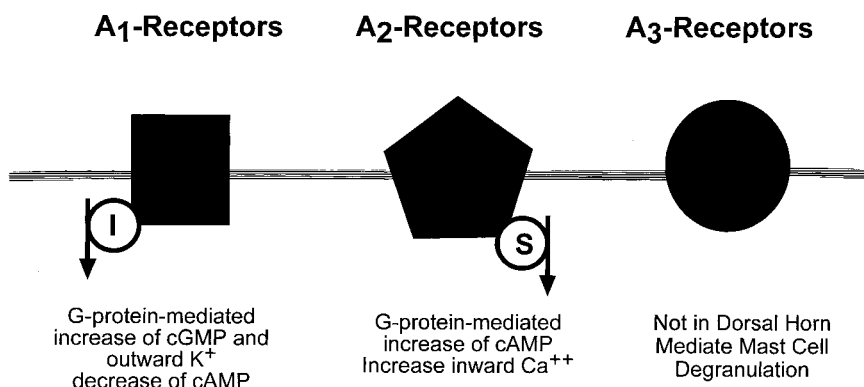 A1-Receptors
A2-Receptors
A3-Receptors
I
S
G-protein-mediated
increase of cGMP and
outward K+
decrease of cAMP
G-protein-mediated
increase of cAMP
Increase inward Ca++
Not in Dorsal Horn
Mediate Mast Cell
Degranulation